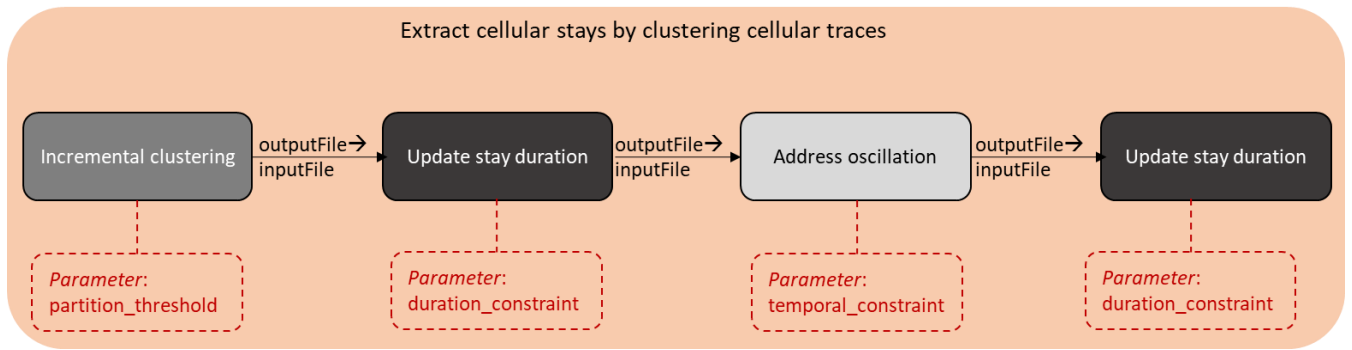 Extract cellular stays by clustering cellular traces
Incremental clustering
outputFile→
inputFile
Update stay duration
outputFile→
inputFile
Address oscillation
outputFile→
inputFile
Update stay duration
Parameter:
partition_threshold
Parameter:
duration_constraint
Parameter:
temporal_constraint
Parameter:
duration_constraint